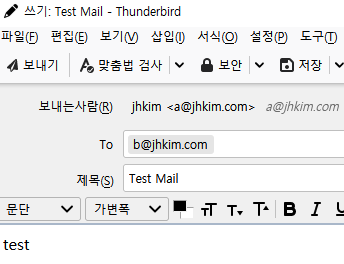 쓰기: Test Mail - Thunderbird
파일(F) 편집(E) 보기(V) 삽입(I) 서식(O) 설정(P) 도구(T)
보내기 맞춤법 검사 보안 저장
보내는사람(R) jhkim <a@jhkim.com> a@jhkim.com
To b@jhkim.com
제목(S) Test Mail
문단 가변폭 B I U
test